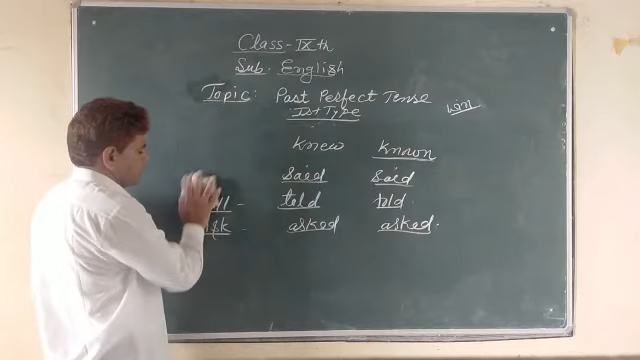 Class-IXth
Sub. English
Topic: Past Perfect Tense
Ist Type
Knew Known
Said Said
told told.
asked asked.